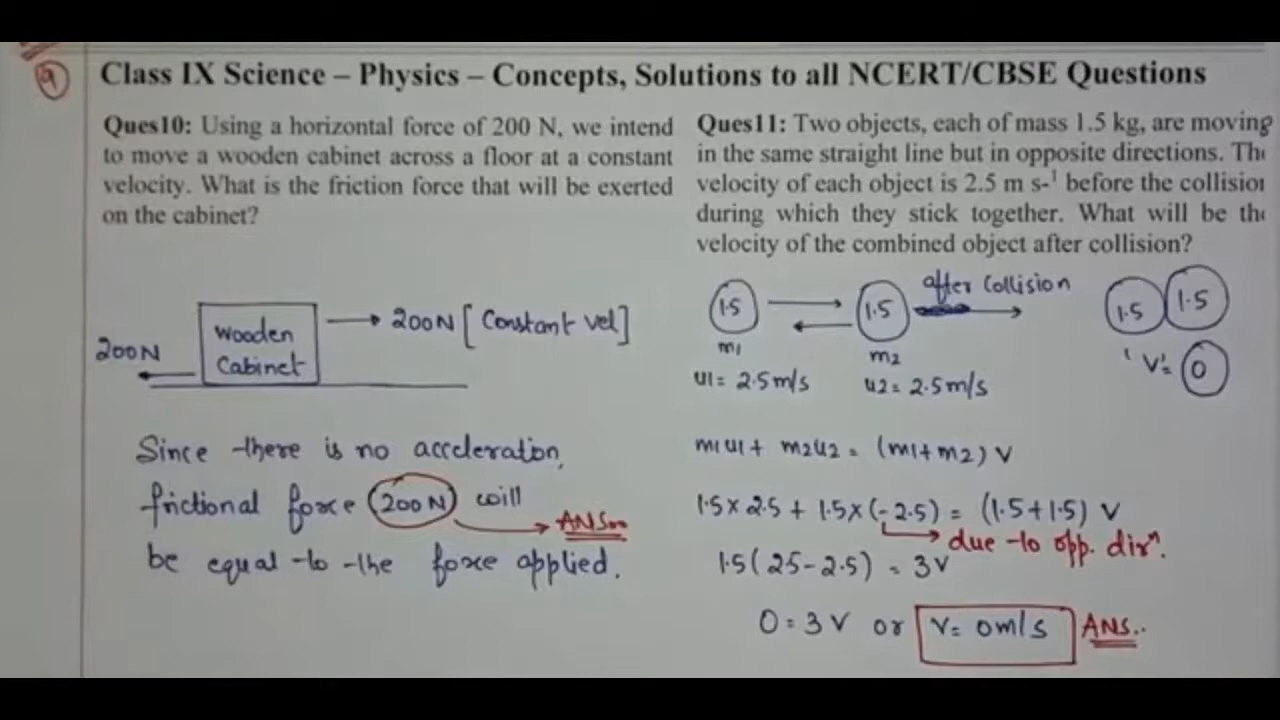 9
Class IX Science – Physics – Concepts, Solutions to all NCERT/CBSE Questions
Ques10: Using a horizontal force of 200 N, we intend
to move a wooden cabinet across a floor at a constant
velocity. What is the friction force that will be exerted
on the cabinet?
200N
Wooden
Cabinet
200N [Constant vel]
Since there is no acceleration,
frictional force 200N will
ANS
be equal to the force applied.
Ques11: Two objects, each of mass 1.5 kg, are moving
in the same straight line but in opposite directions. Th
velocity of each object is 2.5 m s-¹ before the collision
during which they stick together. What will be th
velocity of the combined object after collision?
1.5 1.5 after Collision 1.5 1.5
m1 m2
u1 = 2.5m/s u2 = 2.5m/s 'V' = 0
m1u1 + m2u2 = (m1+m2) V
1.5 x 2.5 + 1.5 x (-2.5) = (1.5+1.5) V
due to opp. dirⁿ.
1.5(25-2.5) = 3V
0 = 3V or V = 0m/s ANS..